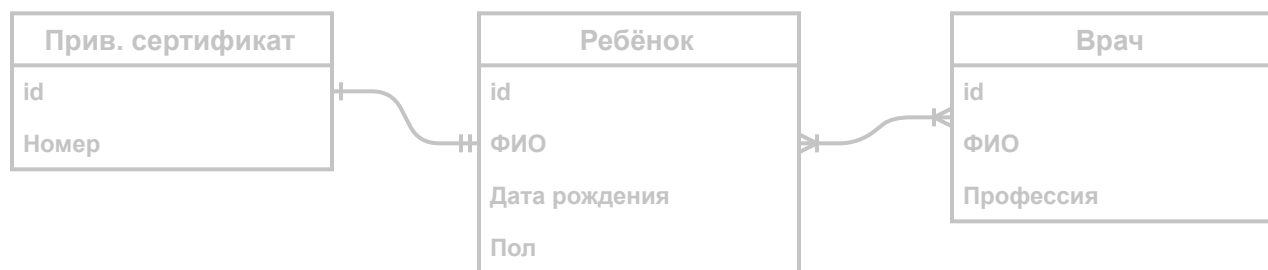 Прив. сертификат
id
Номер
Ребёнок
id
ФИО
Дата рождения
Пол
Врач
id
ФИО
Профессия